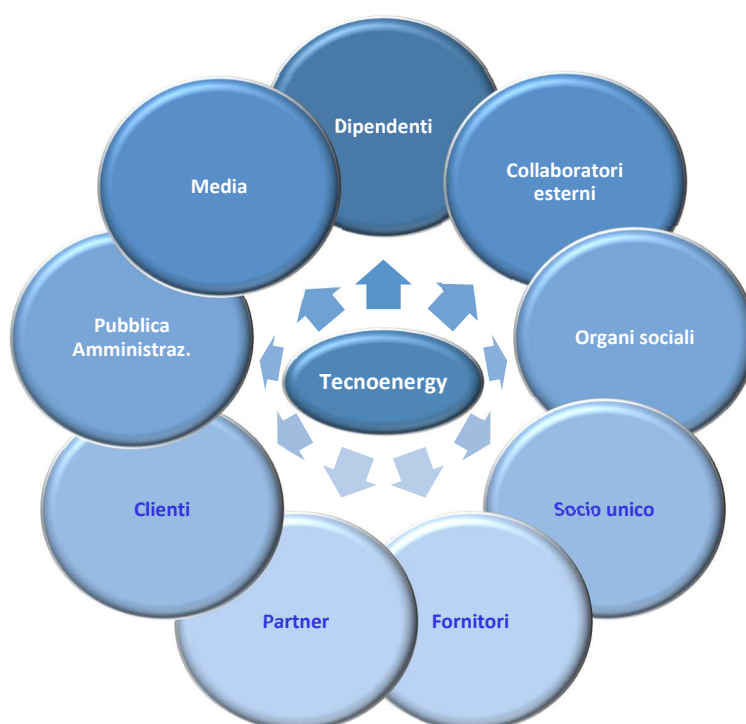 Dipendenti
Collaboratori
esterni
Organi sociali
Socio unico
Fornitori
Partner
Clienti
Pubblica
Amministraz.
Media
Tecnoenergy